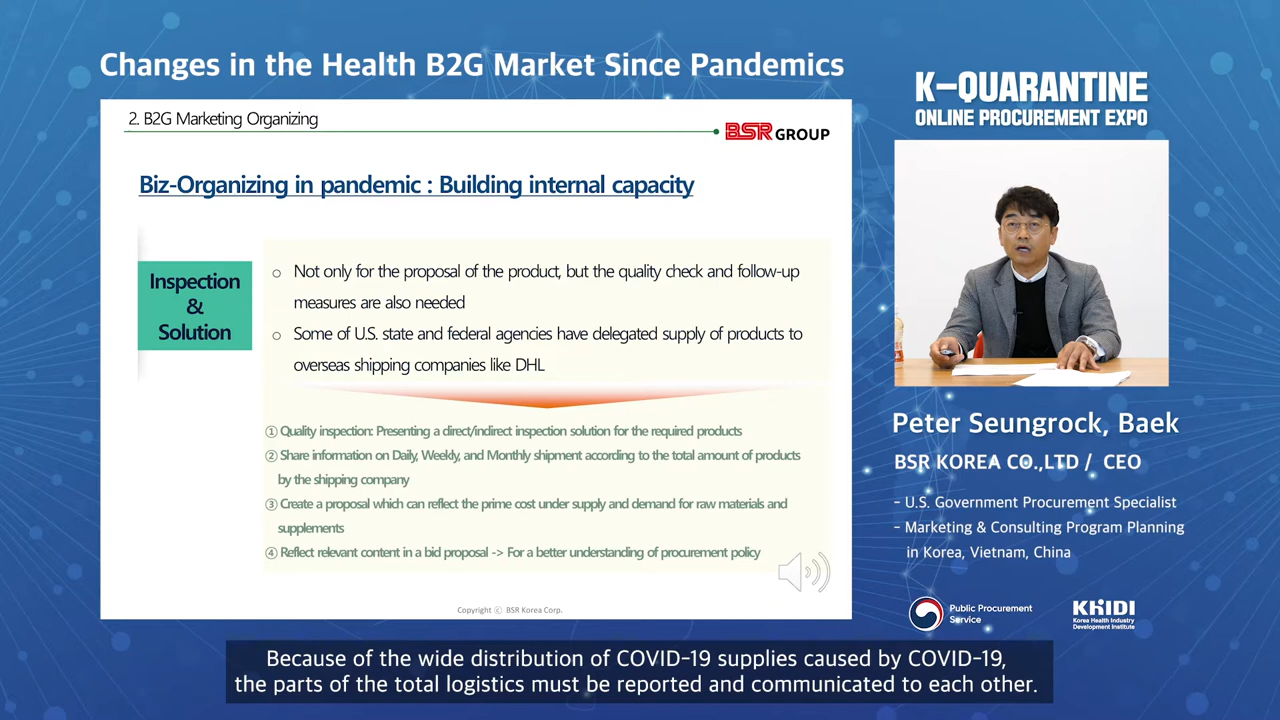 Changes in the Health B2G Market Since Pandemics
2. B2G Marketing Organizing
BSR GROUP
Biz-Organizing in pandemic : Building internal capacity
Inspection
&
Solution
○ Not only for the proposal of the product, but the quality check and follow-up
measures are also needed
○ Some of U.S. state and federal agencies have delegated supply of products to
overseas shipping companies like DHL
① Quality inspection: Presenting a direct/indirect inspection solution for the required products
② Share information on Daily, Weekly, and Monthly shipment according to the total amount of products
by the shipping company
③ Create a proposal which can reflect the prime cost under supply and demand for raw materials and
supplements
④ Reflect relevant content in a bid proposal -> For a better understanding of procurement policy
Copyright ⓒ BSR Korea Corp.
K-QUARANTINE
ONLINE PROCUREMENT EXPO
Peter Seungrock, Baek
BSR KOREA CO.,LTD / CEO
- U.S. Government Procurement Specialist
- Marketing & Consulting Program Planning
in Korea, Vietnam, China
Public Procurement
Service
KHIDI
Korea Health Industry
Development Institute
Because of the wide distribution of COVID-19 supplies caused by COVID-19,
the parts of the total logistics must be reported and communicated to each other.